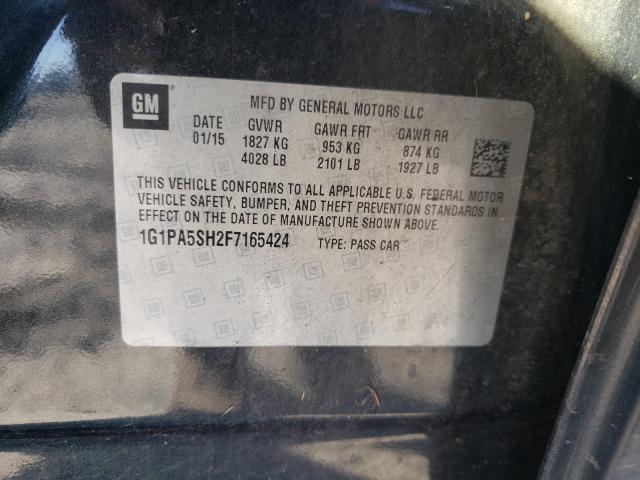 GM
MFD BY GENERAL MOTORS LLC
DATE GVWR GAWR FRT GAWR RR
01/15 1827 KG 953 KG 874 KG
4028 LB 2101 LB 1927 LB
THIS VEHICLE CONFORMS TO ALL APPLICABLE U.S. FEDERAL MOTOR
VEHICLE SAFETY, BUMPER, AND THEFT PREVENTION STANDARDS IN
EFFECT ON THE DATE OF MANUFACTURE SHOWN ABOVE.
1G1PA5SH2F7165424 TYPE: PASS CAR